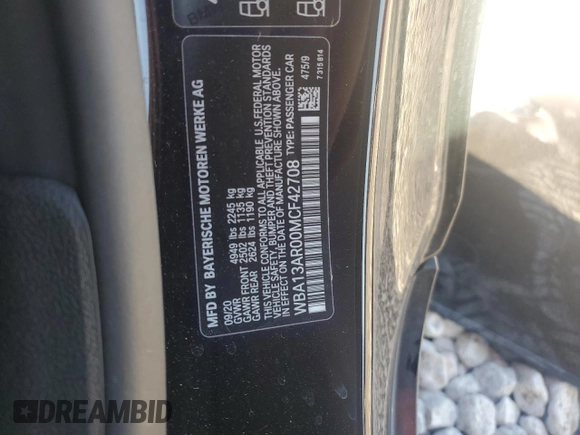 MFD BY BAYERISCHE MOTOREN WERKE AG
09/20
GVWR 4949 lbs 2245 kg
GAWR FRONT 2502 lbs 1135 kg
GAWR REAR 2624 lbs 1190 kg
THIS VEHICLE CONFORMS TO ALL APPLICABLE U.S.FEDERAL MOTOR
VEHICLE SAFETY, BUMPER AND THEFT PREVENTION STANDARDS
IN EFFECT ON THE DATE OF MANUFACTURE SHOWN ABOVE.
WBA13AR00MCF42708 TYPE: PASSENGER CAR
475/9
7315814
DREAMBID